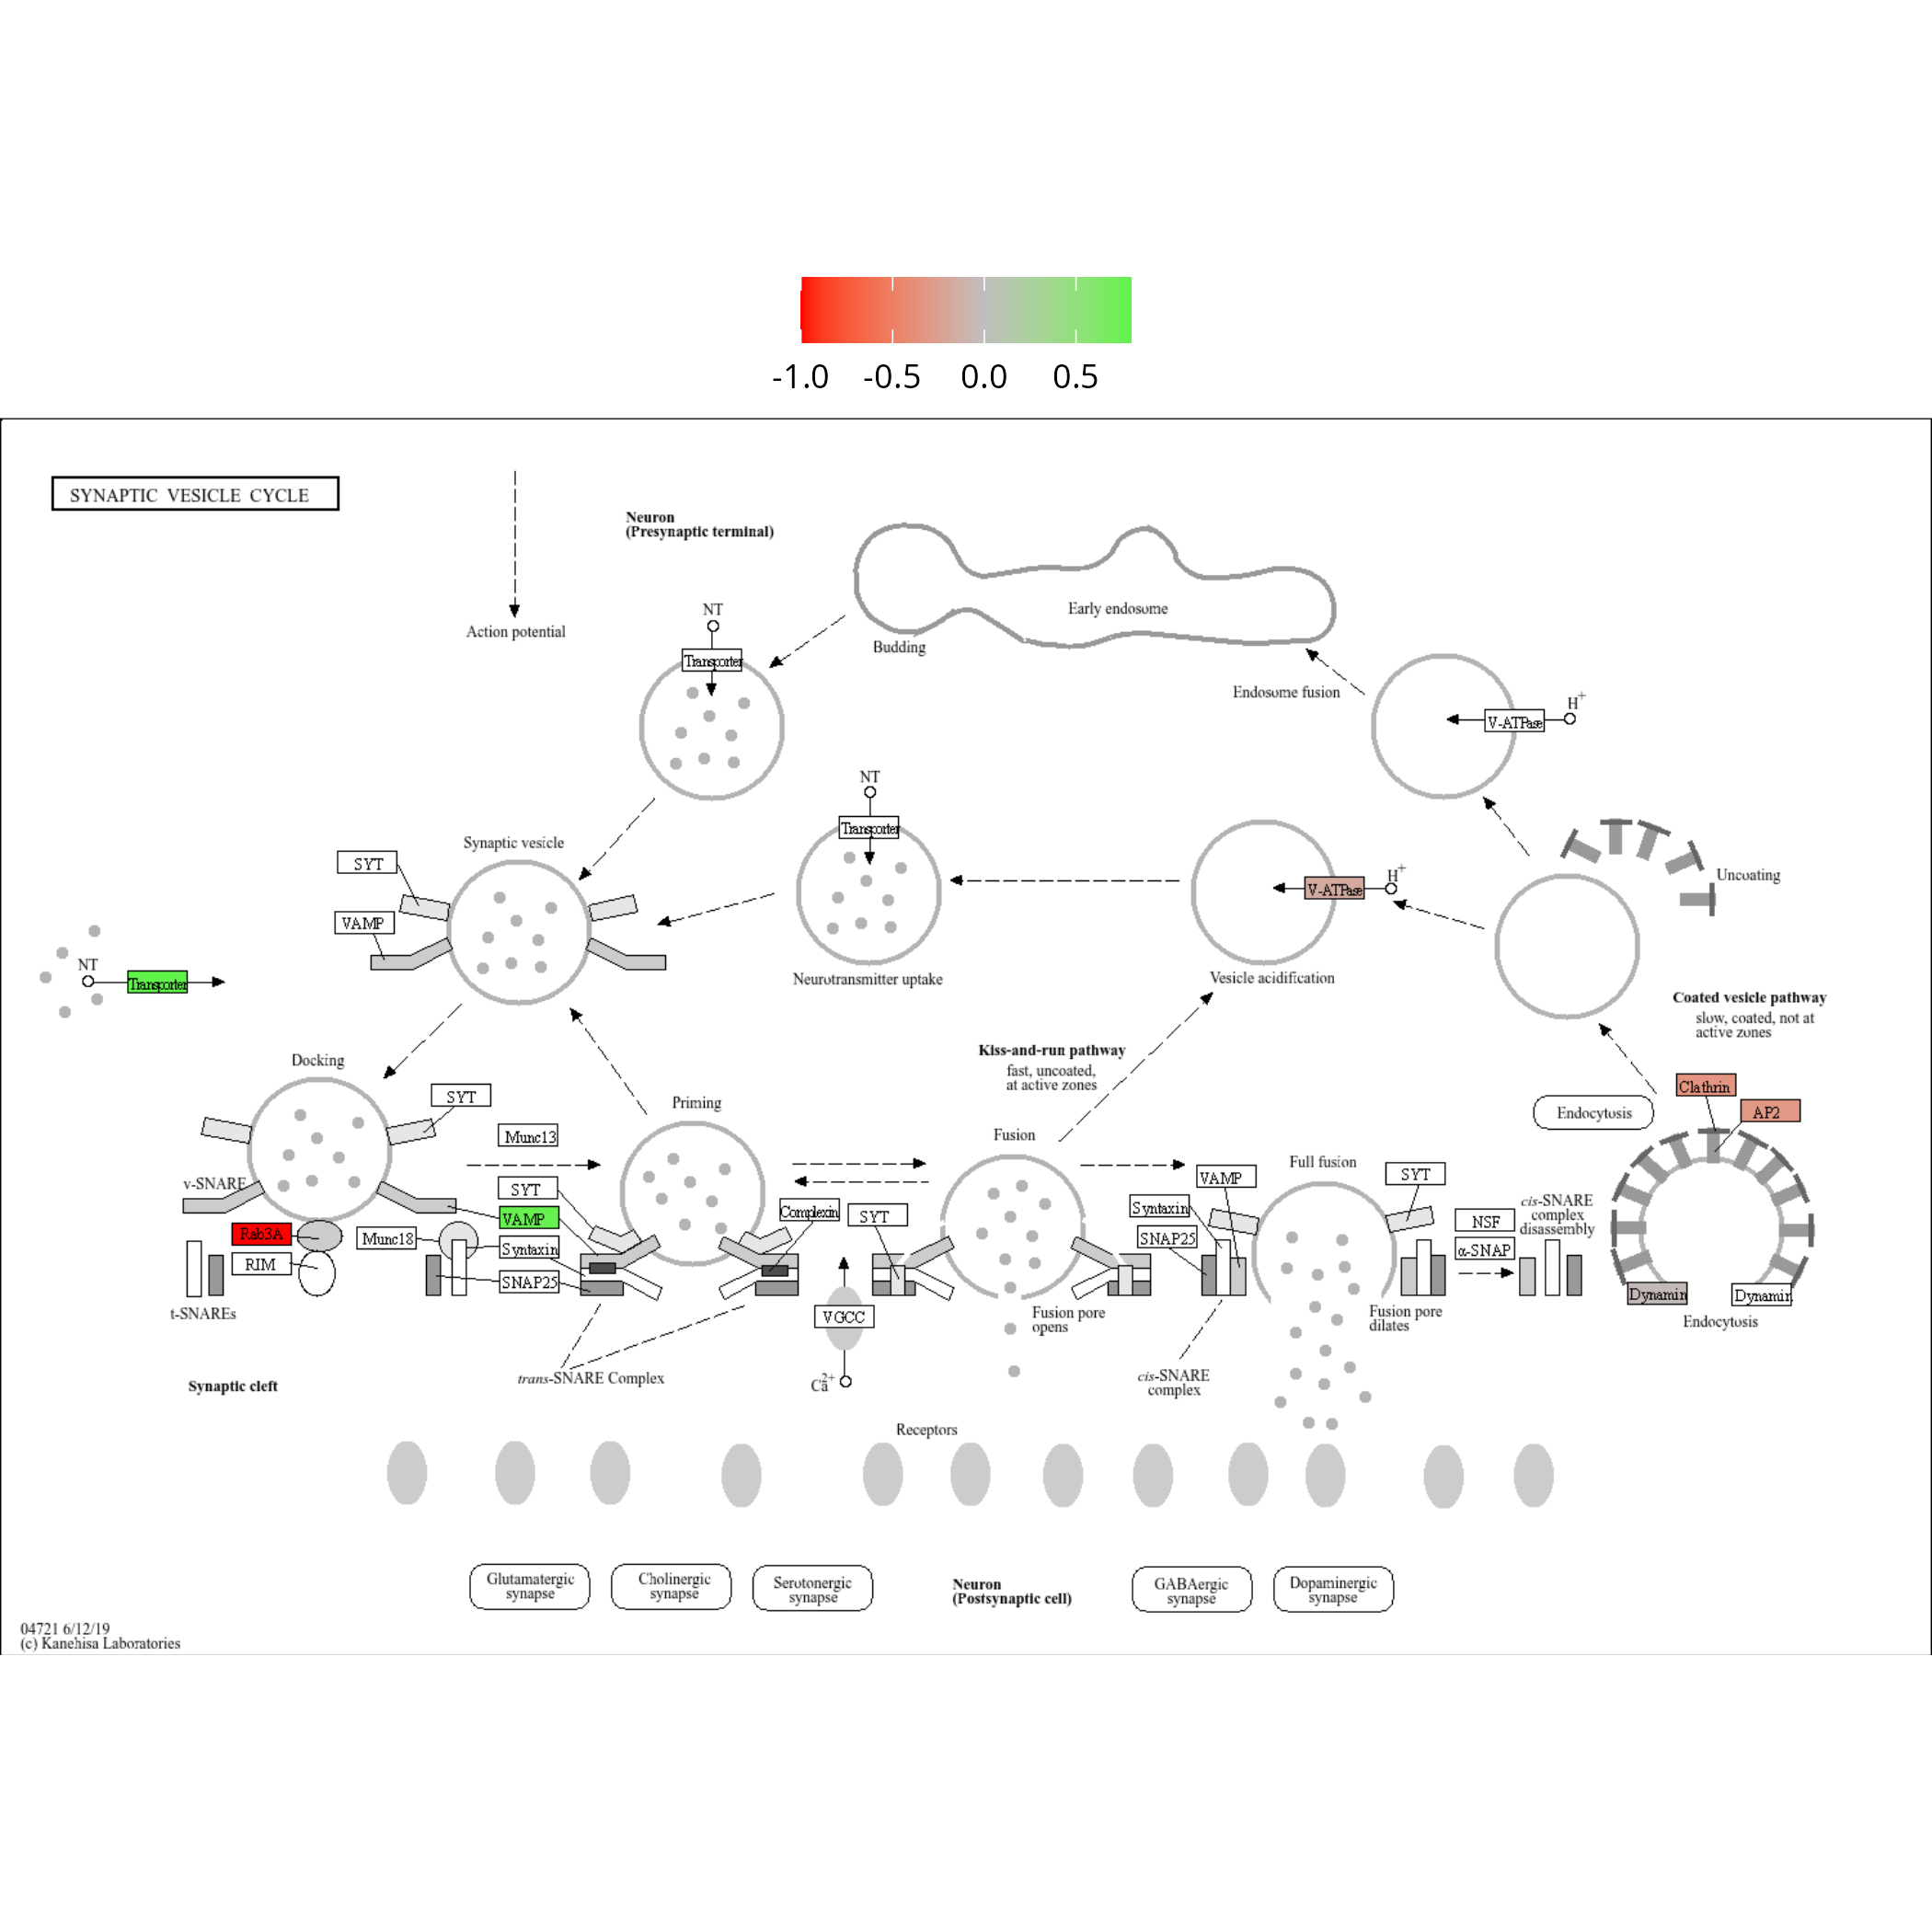 -1.0 -0.5 0.0 0.5
SYNAPTIC VESICLE CYCLE
Neuron
(Presynaptic terminal)
Action potential
NT
Transporter
Budding
Early endosome
Endosome fusion
V-ATPase
H+
NT
Transporter
Synaptic vesicle
SYT
VAMP
Neurotransmitter uptake
V-ATPase
H+
Vesicle acidification
Uncoating
NT
Transporter
Coated vesicle pathway
slow, coated, not at
active zones
Kiss-and-run pathway
fast, uncoated,
at active zones
Docking
SYT
Priming
Munc13
Fusion
Endocytosis
Clathrin
AP2
v-SNARE
SYT
VAMP
Syntaxin
SNAP25
Rab3A
RIM
Munc18
t-SNAREs
Complexin
SYT
VGCC
Ca2+
Fusion pore
opens
VAMP
Syntaxin
SNAP25
Full fusion
SYT
Fusion pore
dilates
NSF
α-SNAP
cis-SNARE
complex
disassembly
Dynamin
Dynamin
Endocytosis
trans-SNARE Complex
cis-SNARE
complex
Synaptic cleft
Receptors
Glutamatergic
synapse
Cholinergic
synapse
Serotonergic
synapse
Neuron
(Postsynaptic cell)
GABAergic
synapse
Dopaminergic
synapse
04721 6/12/19
(c) Kanehisa Laboratories